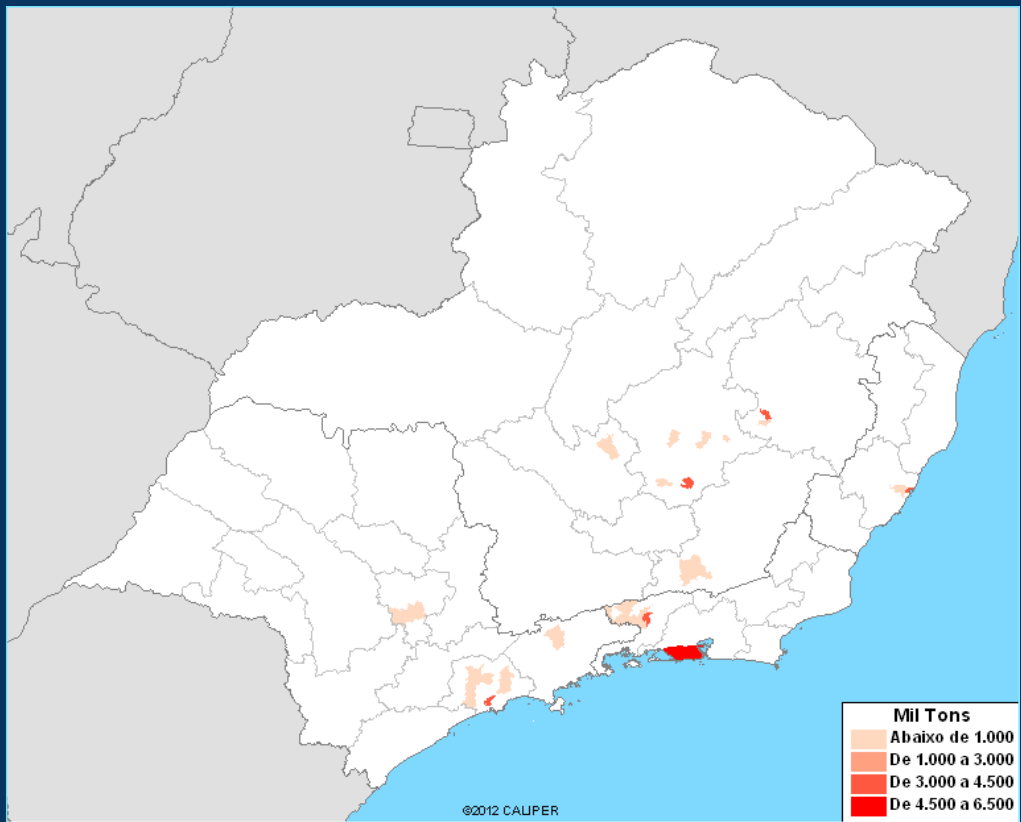 Mil Tons
Abaixo de 1.000
De 1.000 a 3.000
De 3.000 a 4.500
De 4.500 a 6.500
©2012 CALIPER